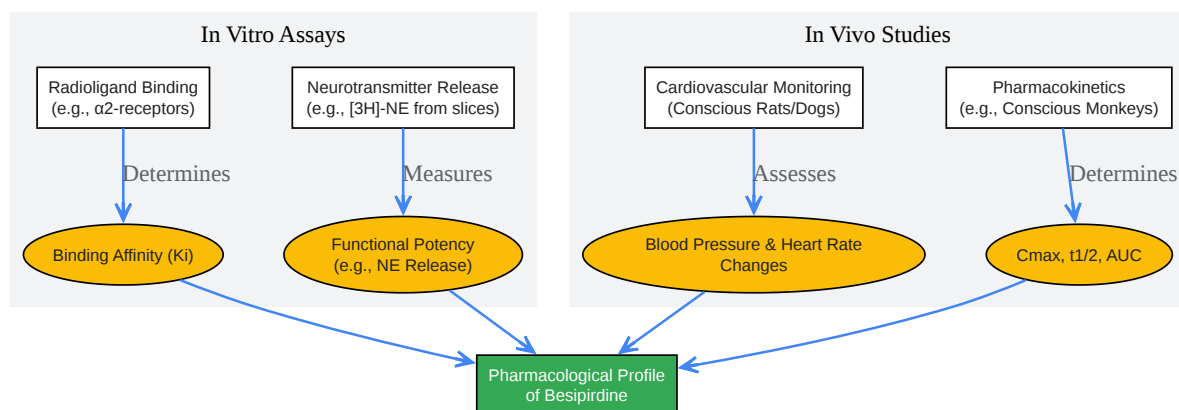 In Vitro Assays
In Vivo Studies
Radioligand Binding
(e.g., α2-receptors)
Neurotransmitter Release
(e.g., [3H]-NE from slices)
Cardiovascular Monitoring
(Conscious Rats/Dogs)
Pharmacokinetics
(e.g., Conscious Monkeys)
Determines
Measures
Assesses
Determines
Binding Affinity (Ki)
Functional Potency
(e.g., NE Release)
Blood Pressure & Heart Rate
Changes
Cmax, t1/2, AUC
Pharmacological Profile
of Besipirdine